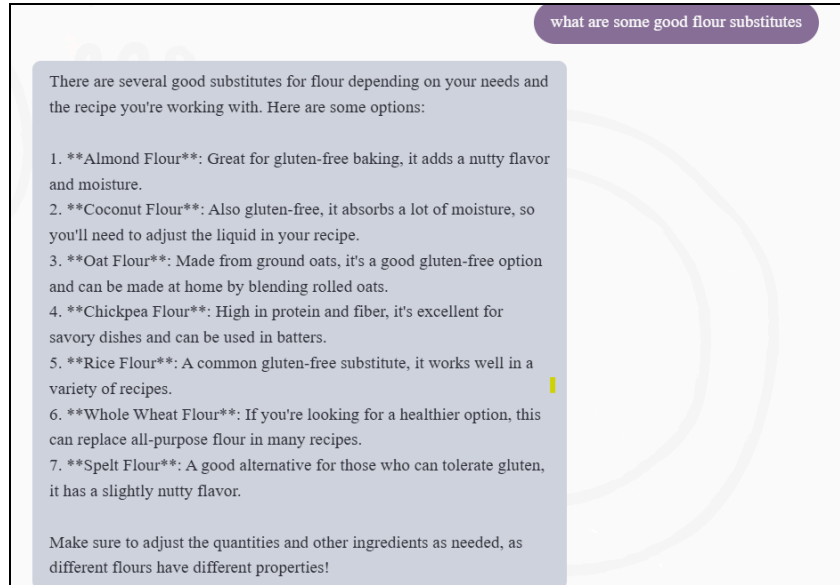 what are some good flour substitutes
There are several good substitutes for flour depending on your needs and
the recipe you're working with. Here are some options:
1. **Almond Flour**: Great for gluten-free baking, it adds a nutty flavor
and moisture.
2. **Coconut Flour**: Also gluten-free, it absorbs a lot of moisture, so
you'll need to adjust the liquid in your recipe.
3. **Oat Flour**: Made from ground oats, it's a good gluten-free option
and can be made at home by blending rolled oats.
4. **Chickpea Flour**: High in protein and fiber, it's excellent for
savory dishes and can be used in batters.
5. **Rice Flour**: A common gluten-free substitute, it works well in a
variety of recipes.
6. **Whole Wheat Flour**: If you're looking for a healthier option, this
can replace all-purpose flour in many recipes.
7. **Spelt Flour**: A good alternative for those who can tolerate gluten,
it has a slightly nutty flavor.
Make sure to adjust the quantities and other ingredients as needed, as
different flours have different properties!